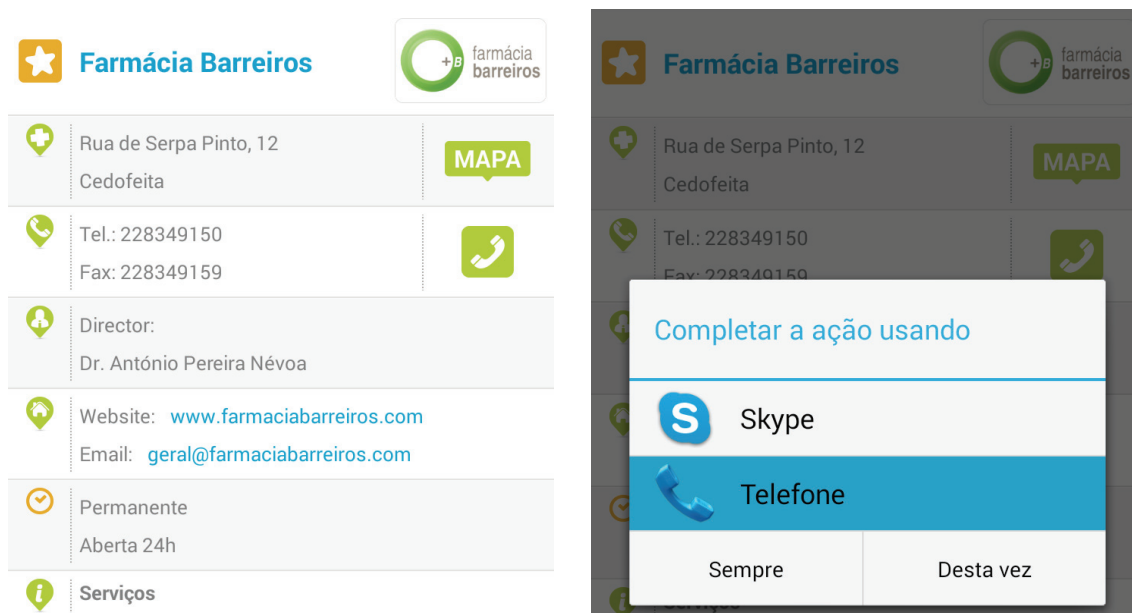 Farmácia Barreiros
+B farmácia
barreiros
Rua de Serpa Pinto, 12
Cedofeita
MAPA
Tel.: 228349150
Fax: 228349159
Director:
Dr. António Pereira Névoa
Website: www.farmaciabarreiros.com
Email: geral@farmaciabarreiros.com
Permanente
Aberta 24h
Serviços
Farmácia Barreiros
+B farmácia
barreiros
Rua de Serpa Pinto, 12
Cedofeita
MAPA
Tel.: 228349150
Fax: 228349159
Completar a ação usando
Skype
Telefone
Sempre
Desta vez
Serviços